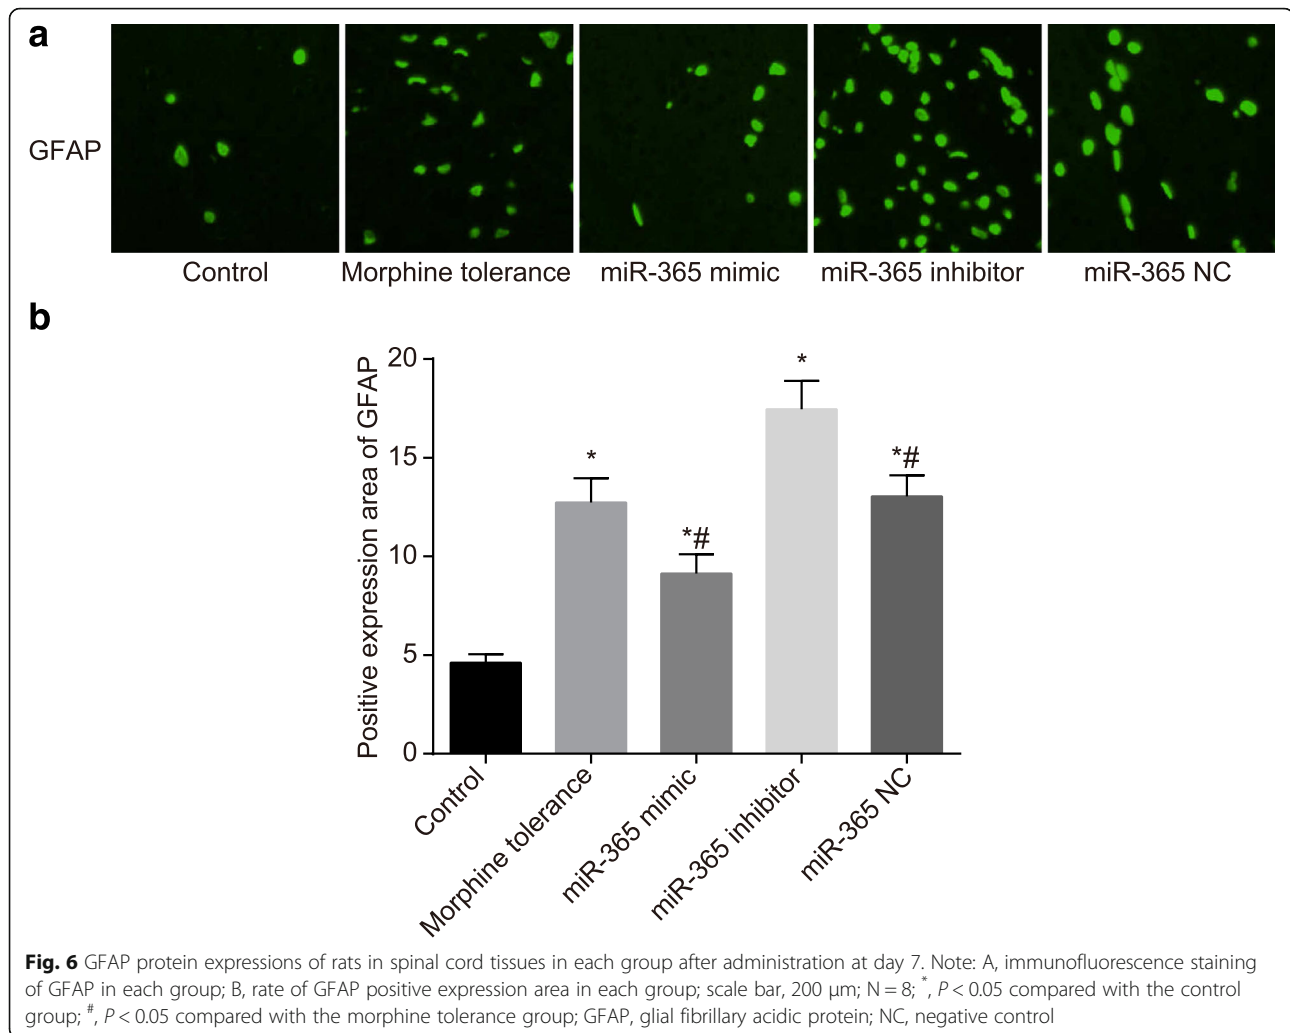 a
GFAP
Control Morphine tolerance miR-365 mimic miR-365 inhibitor miR-365 NC
b
Positive expression area of GFAP
20
15
10
5
0
*
*#
*
*#
Control
Morphine tolerance
miR-365 mimic
miR-365 inhibitor
miR-365 NC
Fig. 6 GFAP protein expressions of rats in spinal cord tissues in each group after administration at day 7. Note: A, immunofluorescence staining
of GFAP in each group; B, rate of GFAP positive expression area in each group; scale bar, 200 μm; N = 8; *, P < 0.05 compared with the control
group; #, P < 0.05 compared with the morphine tolerance group; GFAP, glial fibrillary acidic protein; NC, negative control